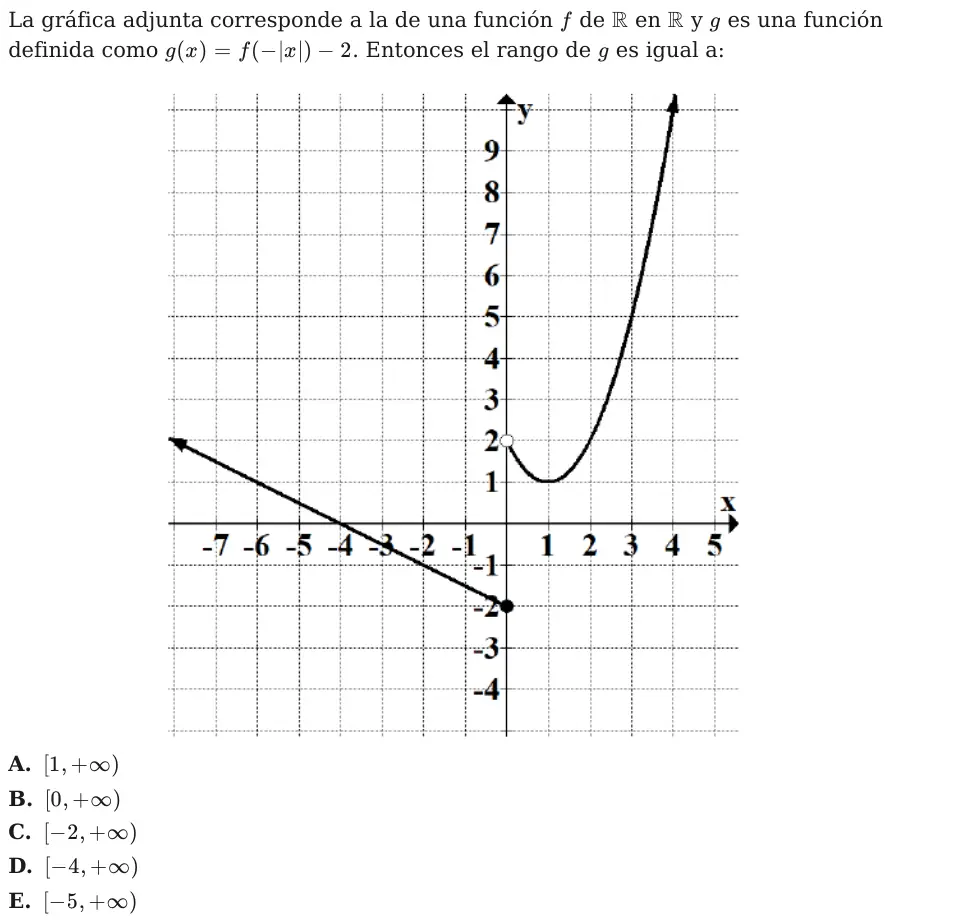 La gráfica adjunta corresponde a la de una función f de ℝ en ℝ y g es una función
definida como g(x) = f(−|x|) − 2. Entonces el rango de g es igual a:
y
9
8
7
6
5
4
3
2
1
x
-7 -6 -5 -4 -3 -2 -1 1 2 3 4 5
-1
-2
-3
-4
A. [1, +∞)
B. [0, +∞)
C. [−2, +∞)
D. [−4, +∞)
E. [−5, +∞)